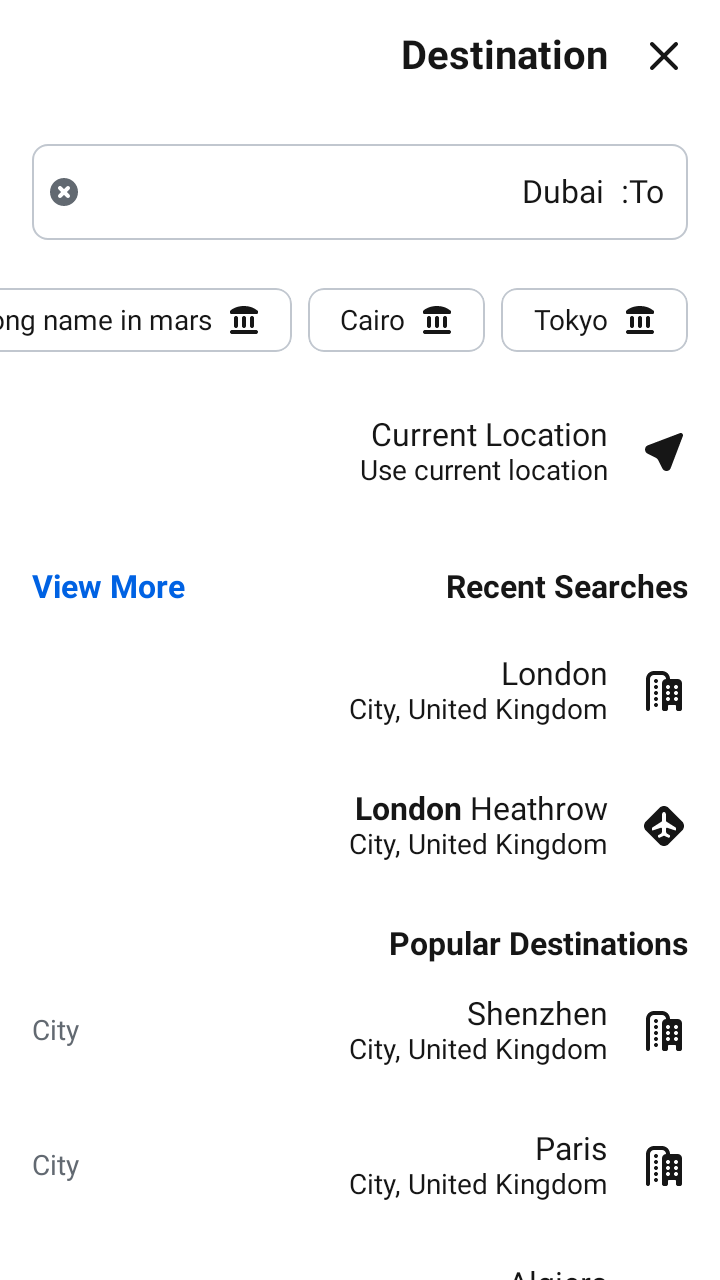 Destination
Dubai :To
Tokyo
Cairo
name in mars
Current Location
Use current location
Recent Searches
View More
London
City, United Kingdom
London Heathrow
City, United Kingdom
Popular Destinations
Shenzhen
City, United Kingdom
City
Paris
City, United Kingdom
City